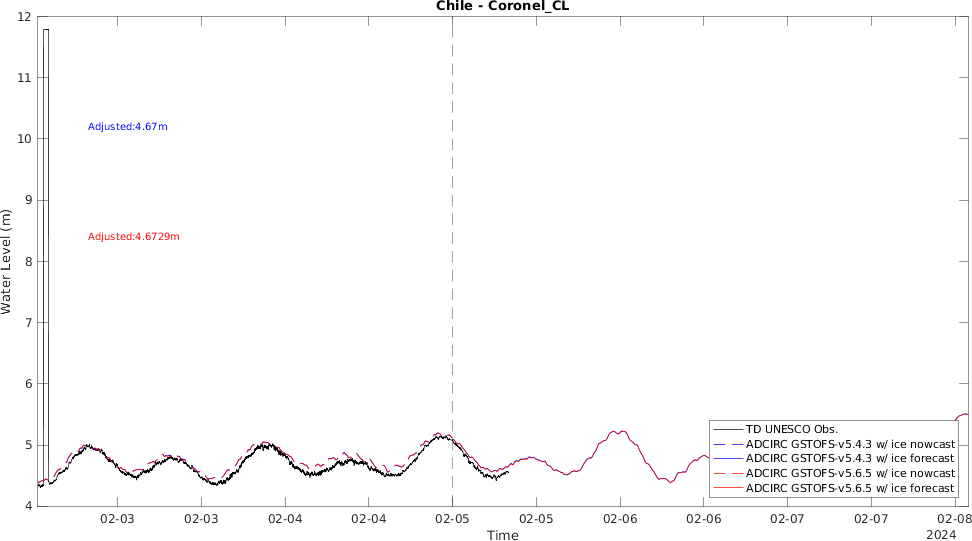 Chile - Coronel_CL
12
11
10
9
8
7
6
5
4
Water Level (m)
Adjusted:4.67m
Adjusted:4.6729m
TD UNESCO Obs.
ADCIRC GSTOFS-v5.4.3 w/ ice nowcast
ADCIRC GSTOFS-v5.4.3 w/ ice forecast
ADCIRC GSTOFS-v5.6.5 w/ ice nowcast
ADCIRC GSTOFS-v5.6.5 w/ ice forecast
02-03 02-03 02-04 02-04 02-05 02-05 02-06 02-06 02-07 02-07 02-08
Time
2024